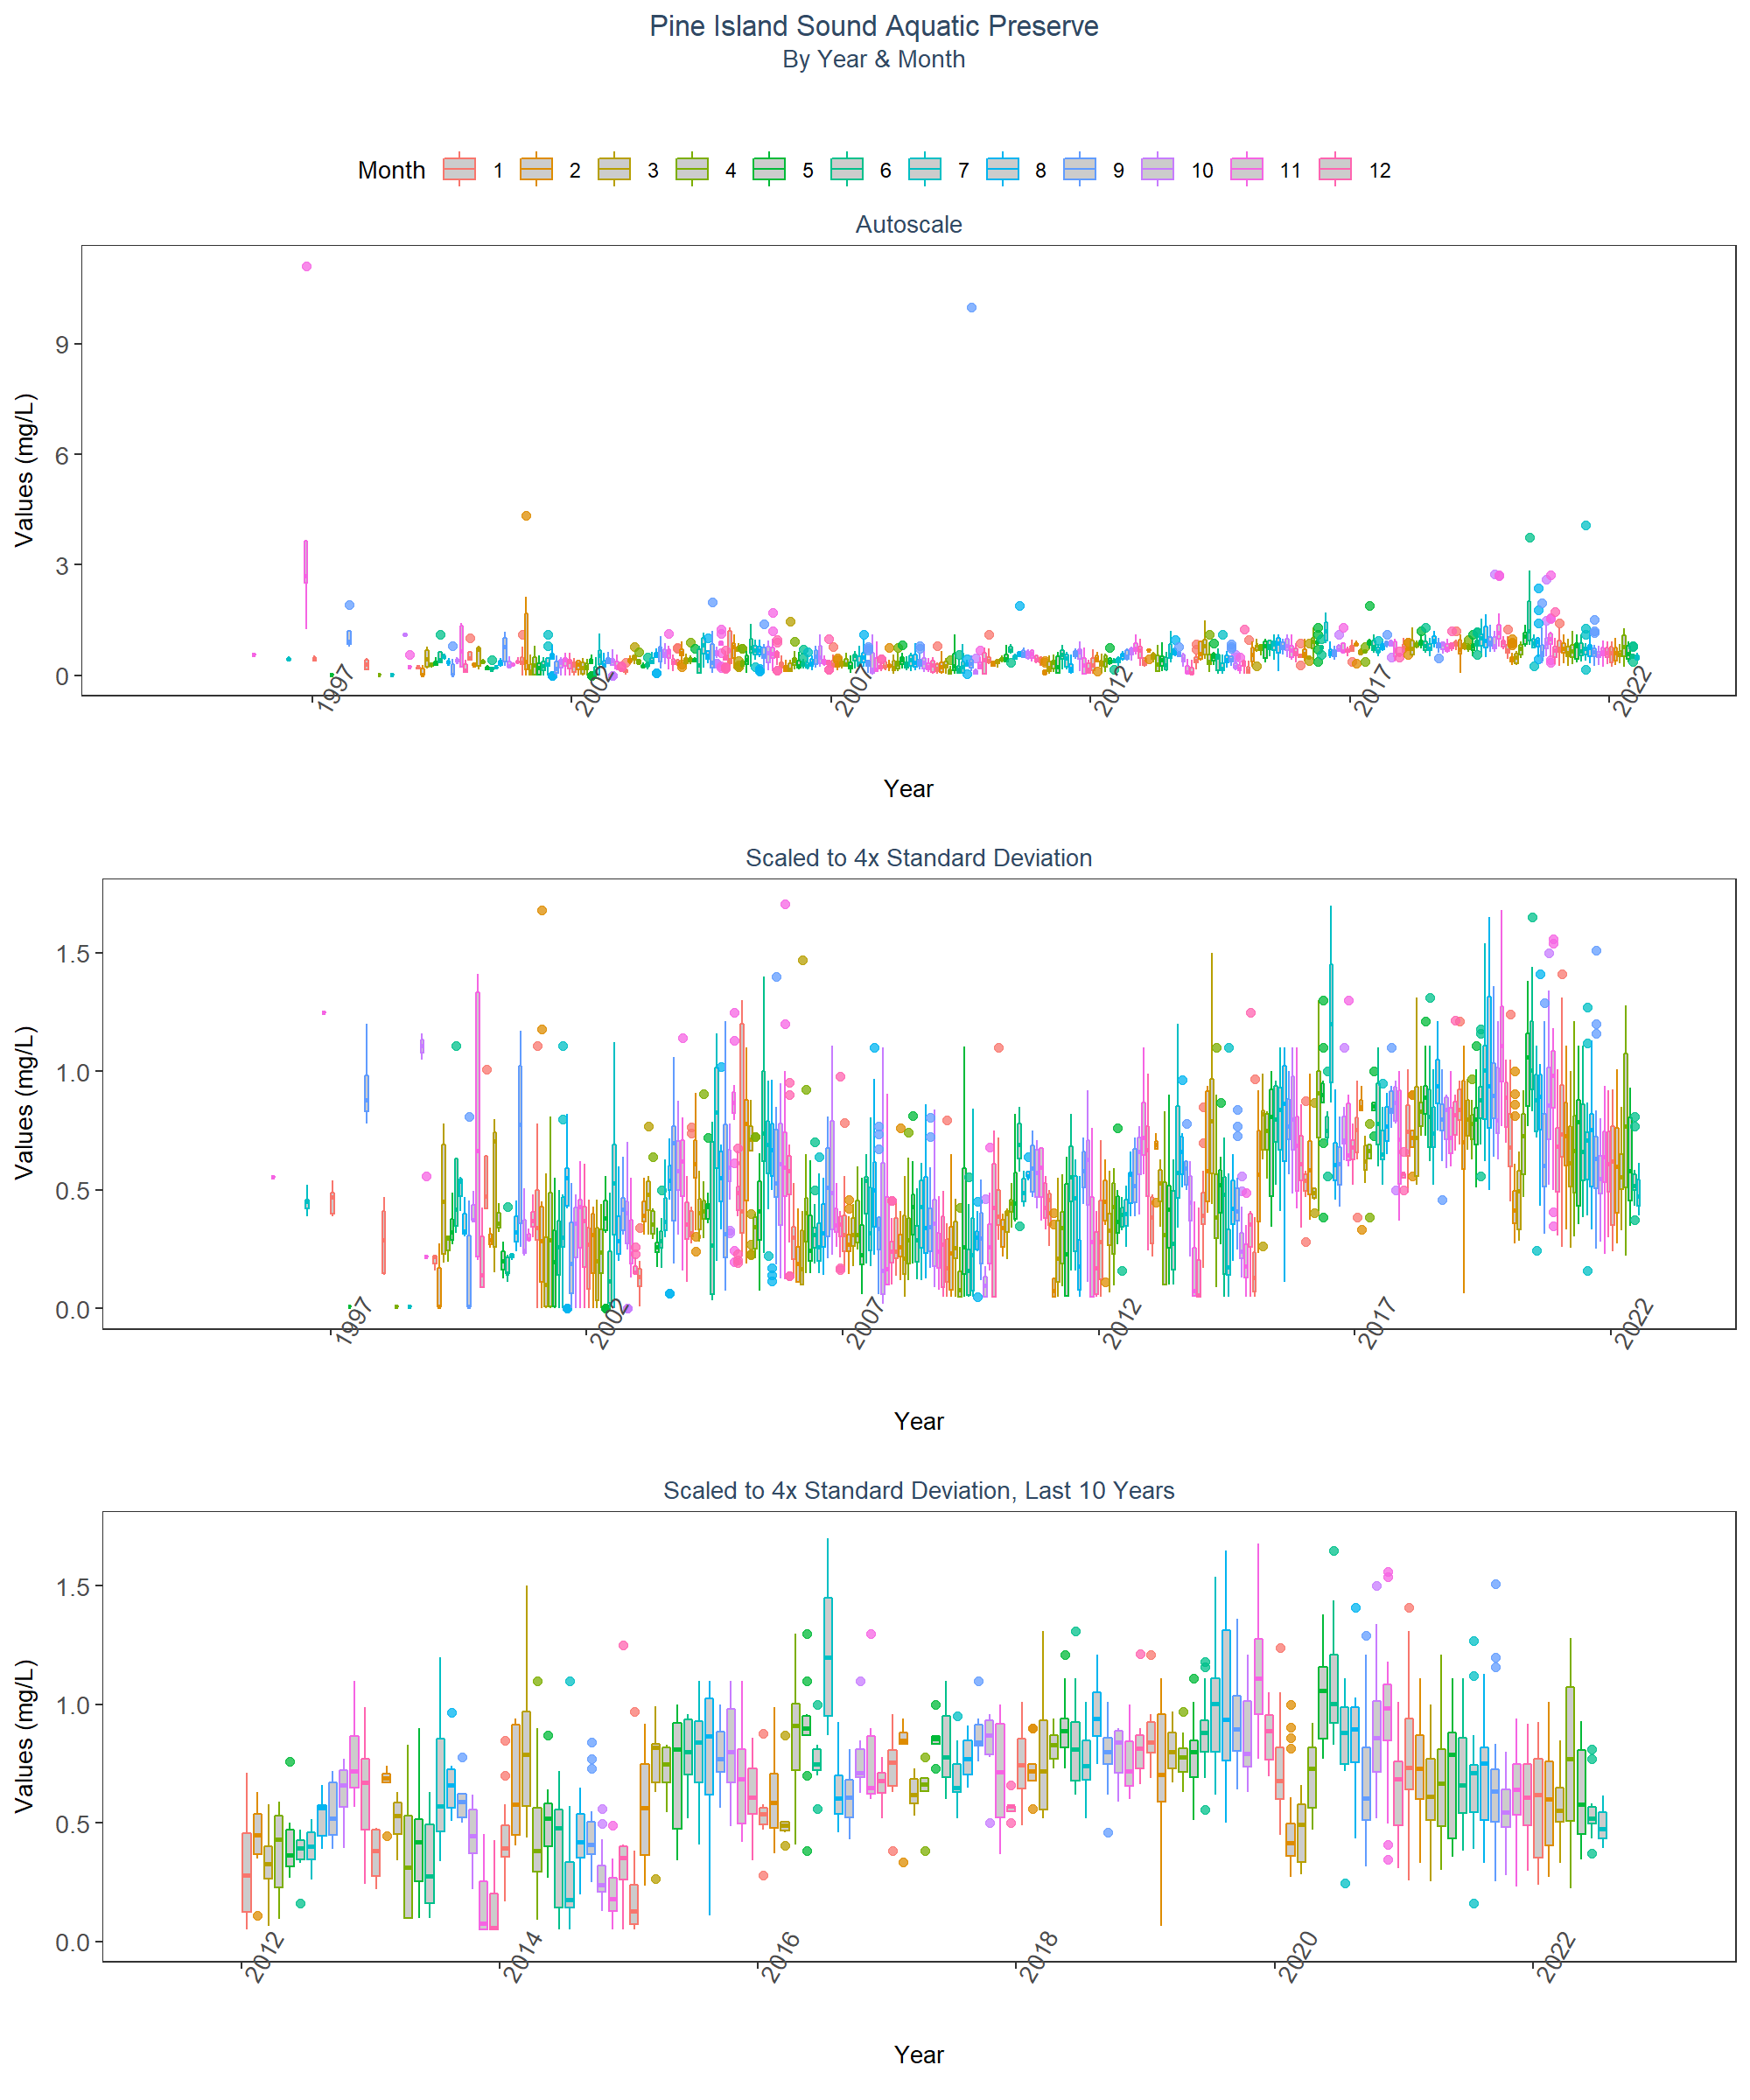 Pine Island Sound Aquatic Preserve
By Year & Month
Month 1 2 3 4 5 6 7 8 9 10 11 12
Autoscale
Values (mg/L)
9
6
3
0
1997 2002 2007 2012 2017 2022
Year
Scaled to 4x Standard Deviation
Values (mg/L)
1.5
1.0
0.5
0.0
1997 2002 2007 2012 2017 2022
Year
Scaled to 4x Standard Deviation, Last 10 Years
Values (mg/L)
1.5
1.0
0.5
0.0
2012 2014 2016 2018 2020 2022
Year